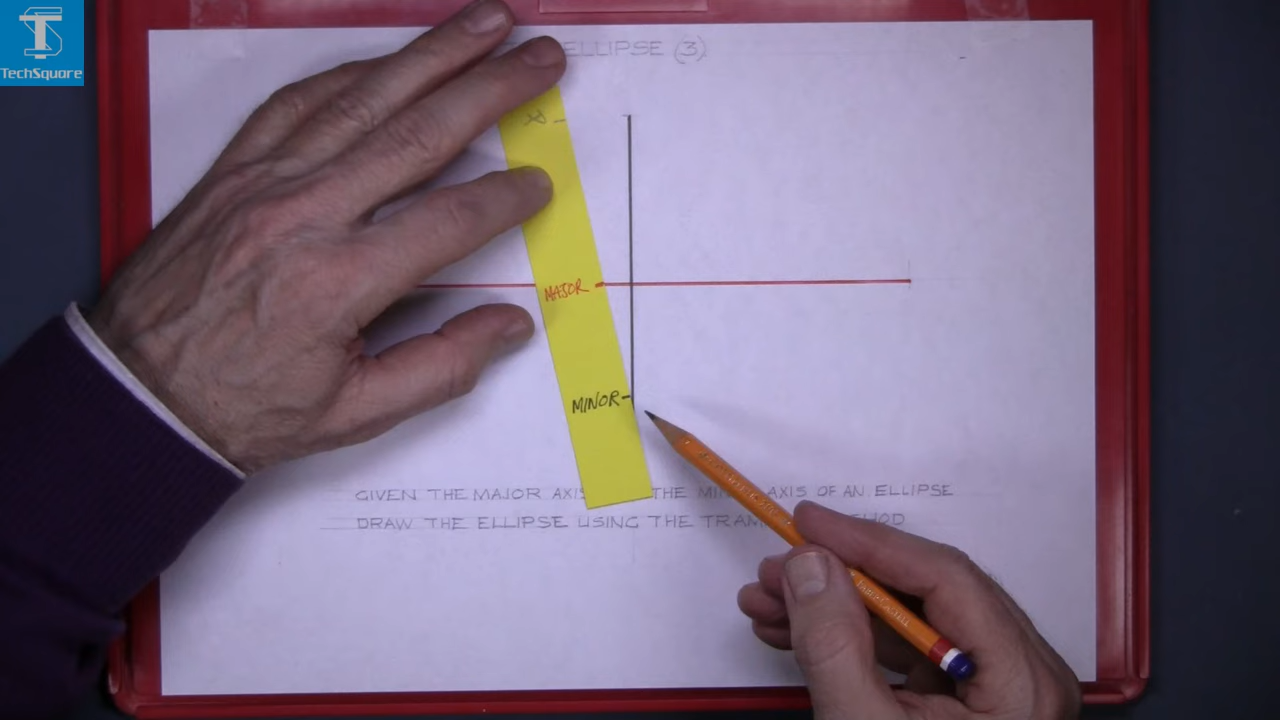 TS
TechSquare
ELLIPSE (3)
MAJOR
MINOR
GIVEN THE MAJOR AXIS THE AXIS OF AN ELLIPSE
DRAW THE ELLIPSE USING THE